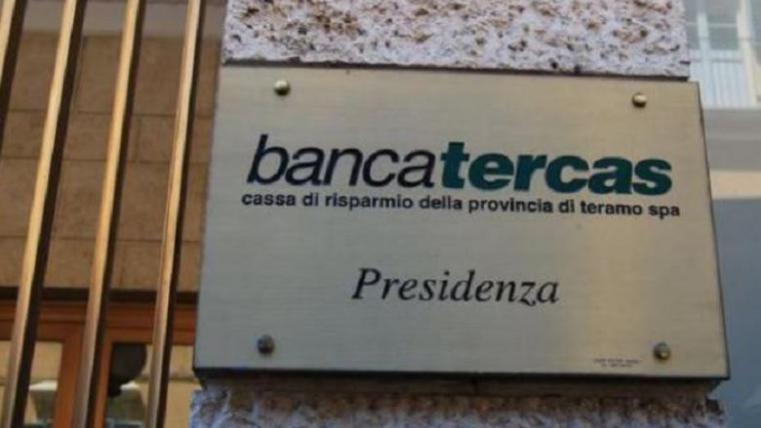 bancatercas
cassa di risparmio della provincia di teramo spa
Presidenza